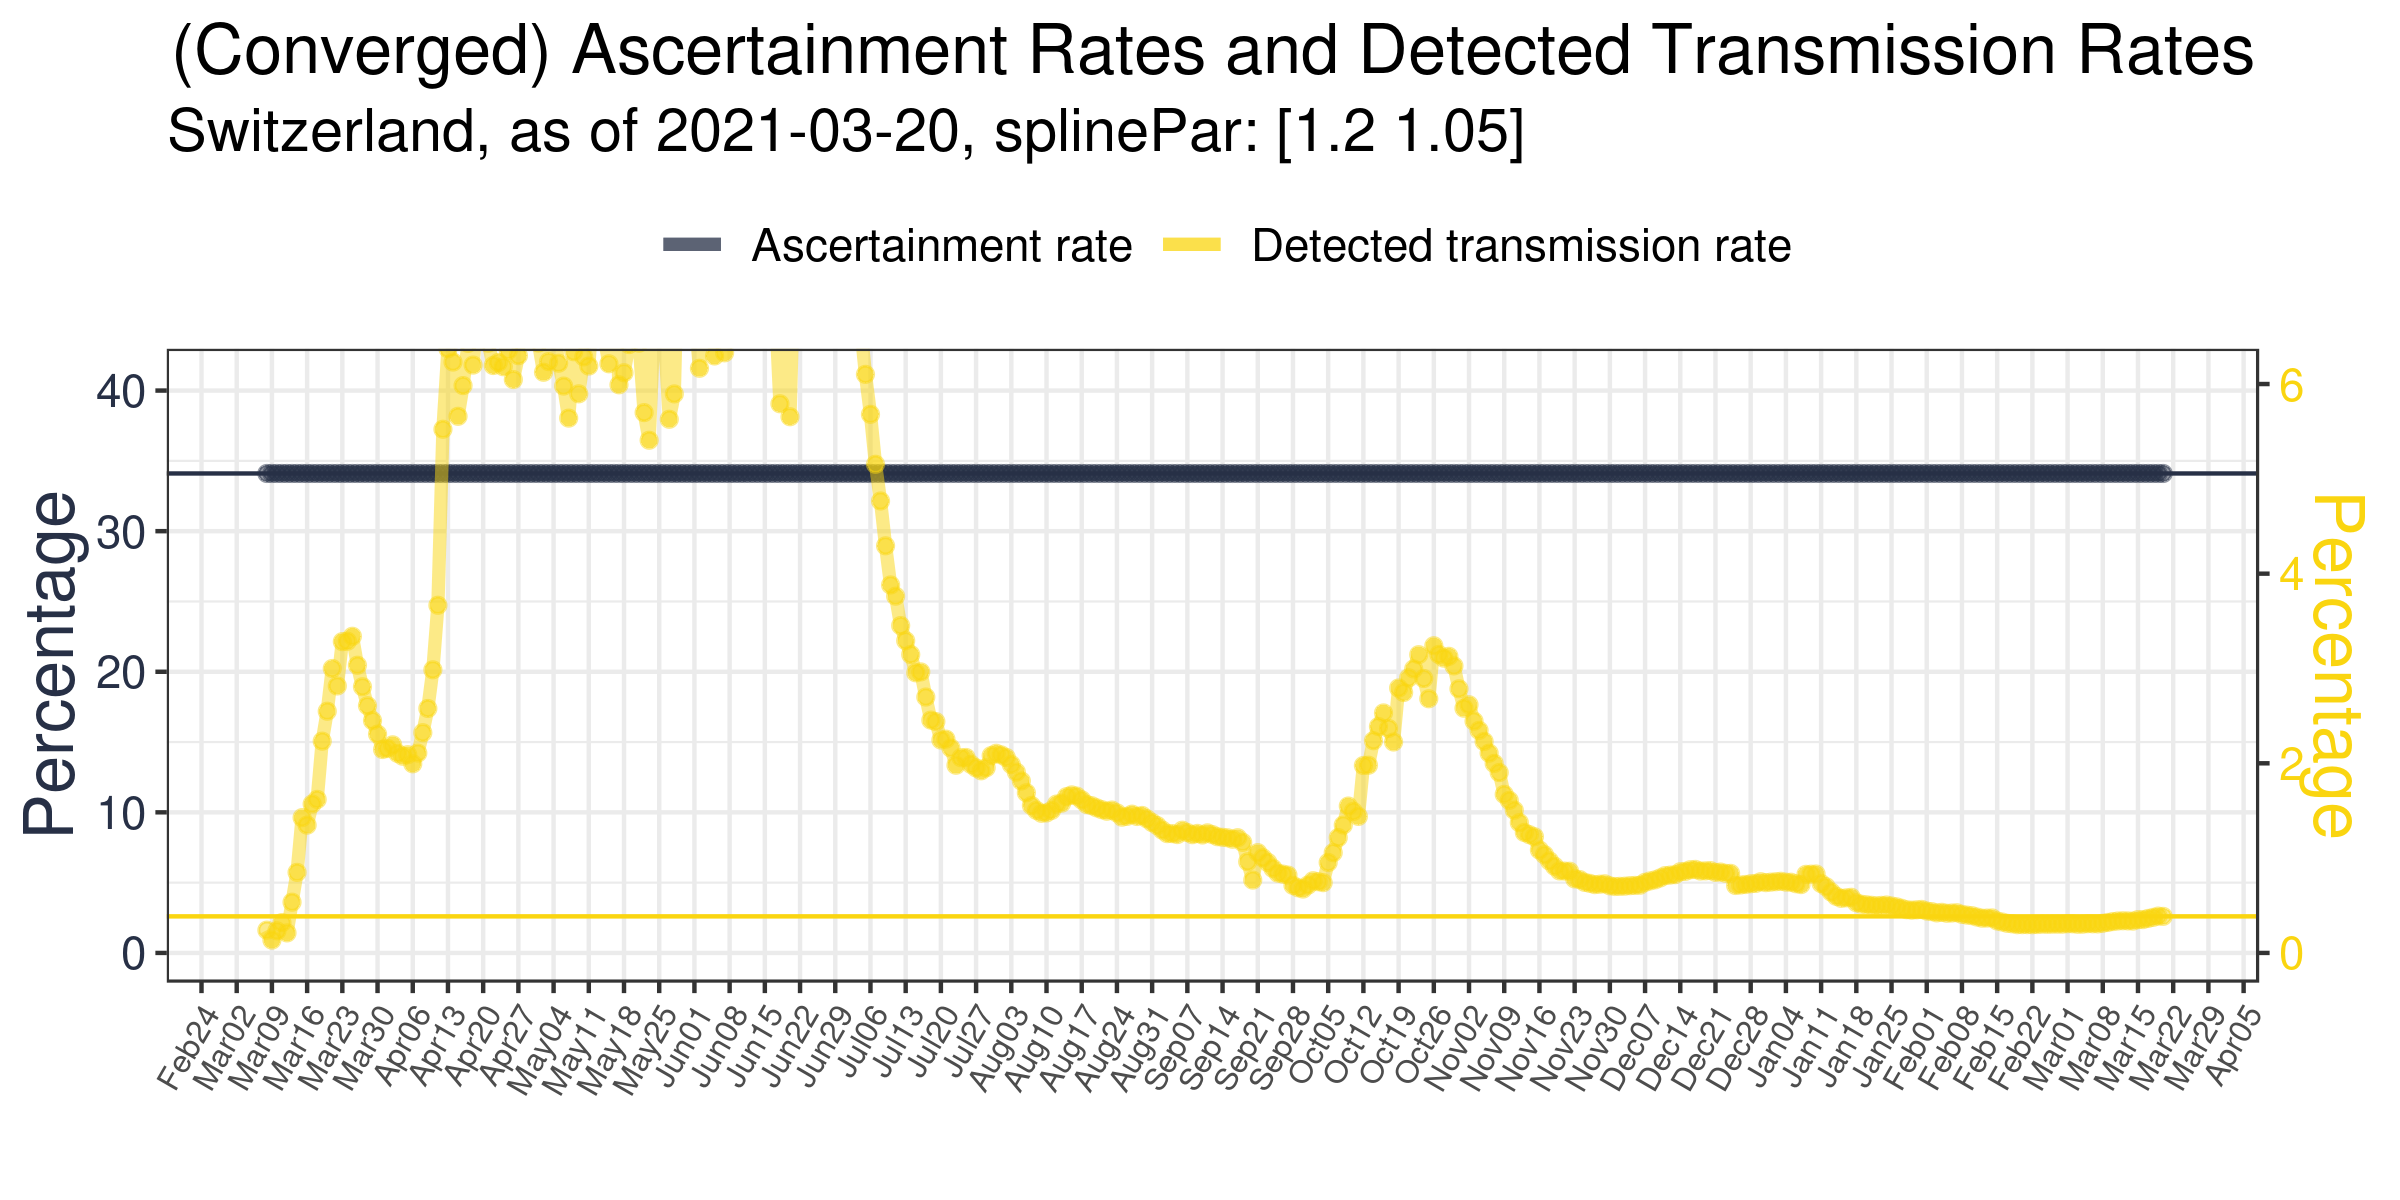 (Converged) Ascertainment Rates and Detected Transmission Rates
Switzerland, as of 2021-03-20, splinePar: [1.2 1.05]
Ascertainment rate
Detected transmission rate
Percentage
40
30
20
10
0
6
4
2
0
Percentage
Feb24
Mar02
Mar09
Mar16
Mar23
Mar30
Apr06
Apr13
Apr20
Apr27
May04
May11
May18
May25
Jun01
Jun08
Jun15
Jun22
Jun29
Jul06
Jul13
Jul20
Jul27
Aug03
Aug10
Aug17
Aug24
Aug31
Sep07
Sep14
Sep21
Sep28
Oct05
Oct12
Oct19
Oct26
Nov02
Nov09
Nov16
Nov23
Nov30
Dec07
Dec14
Dec21
Dec28
Jan04
Jan11
Jan18
Jan25
Feb01
Feb08
Feb15
Feb22
Mar01
Mar08
Mar15
Mar22
Mar29
Apr05